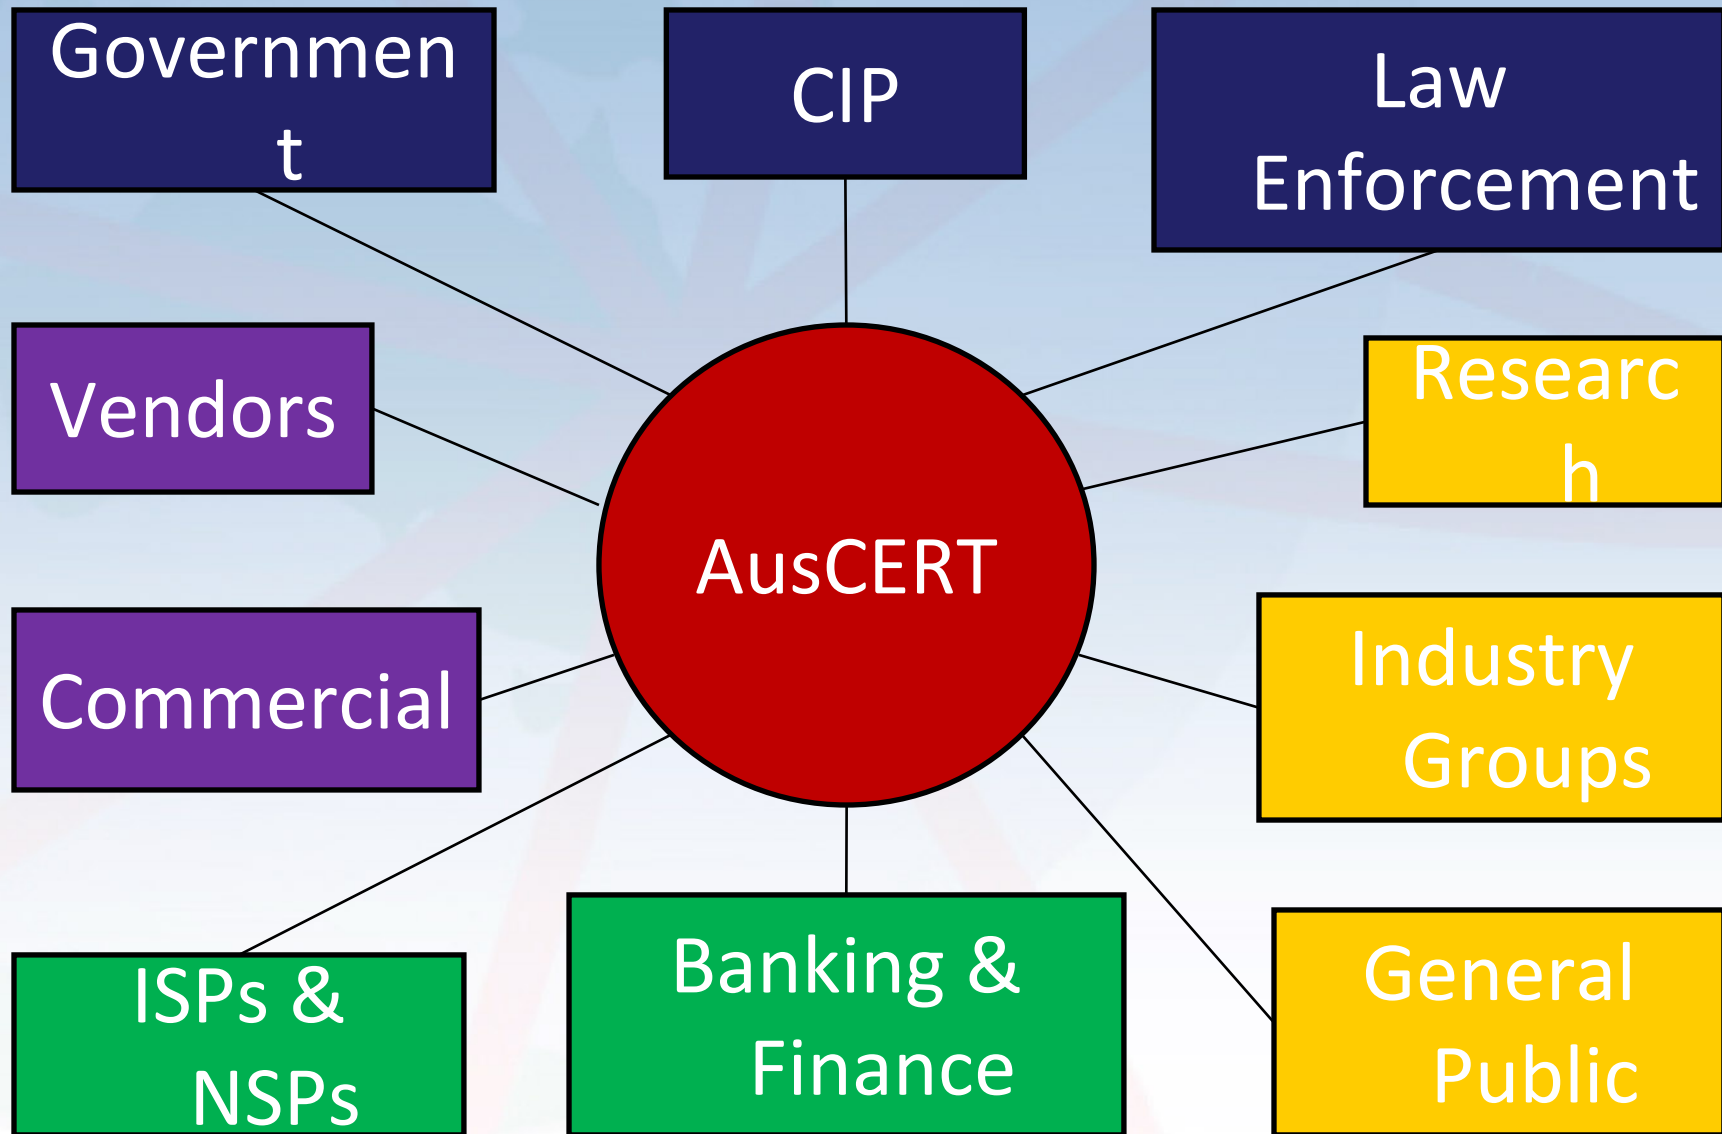 Governmen
t
CIP
Law
Enforcement
Vendors
Researc
h
AusCERT
Commercial
Industry
Groups
ISPs &
NSPs
Banking &
Finance
General
Public